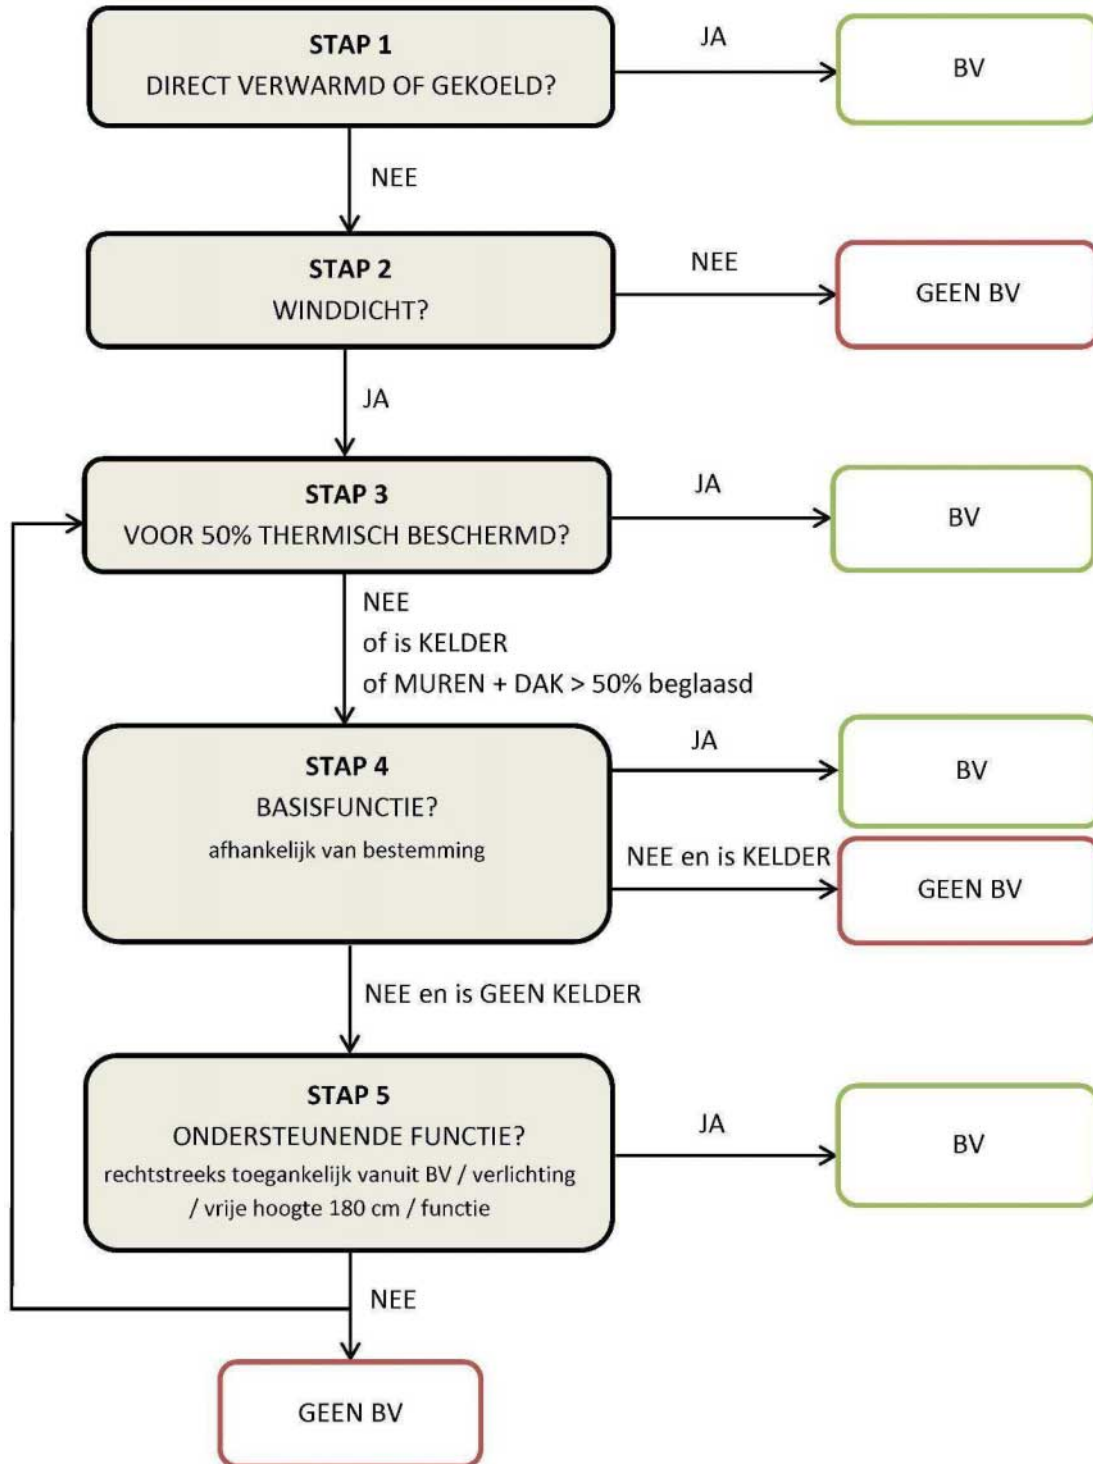 STAP 1
DIRECT VERWARMD OF GEKOELD?
JA
BV
NEE
STAP 2
WINDDICHT?
NEE
GEEN BV
JA
STAP 3
VOOR 50% THERMISCH BESCHERMD?
JA
BV
NEE
of is KELDER
of MUREN + DAK > 50% beglaasd
STAP 4
BASISFUNCTIE?
afhankelijk van bestemming
JA
BV
NEE en is KELDER
GEEN BV
NEE en is GEEN KELDER
STAP 5
ONDERSTEUNENDE FUNCTIE?
rechtstreeks toegankelijk vanuit BV / verlichting
/ vrije hoogte 180 cm / functie
JA
BV
NEE
GEEN BV